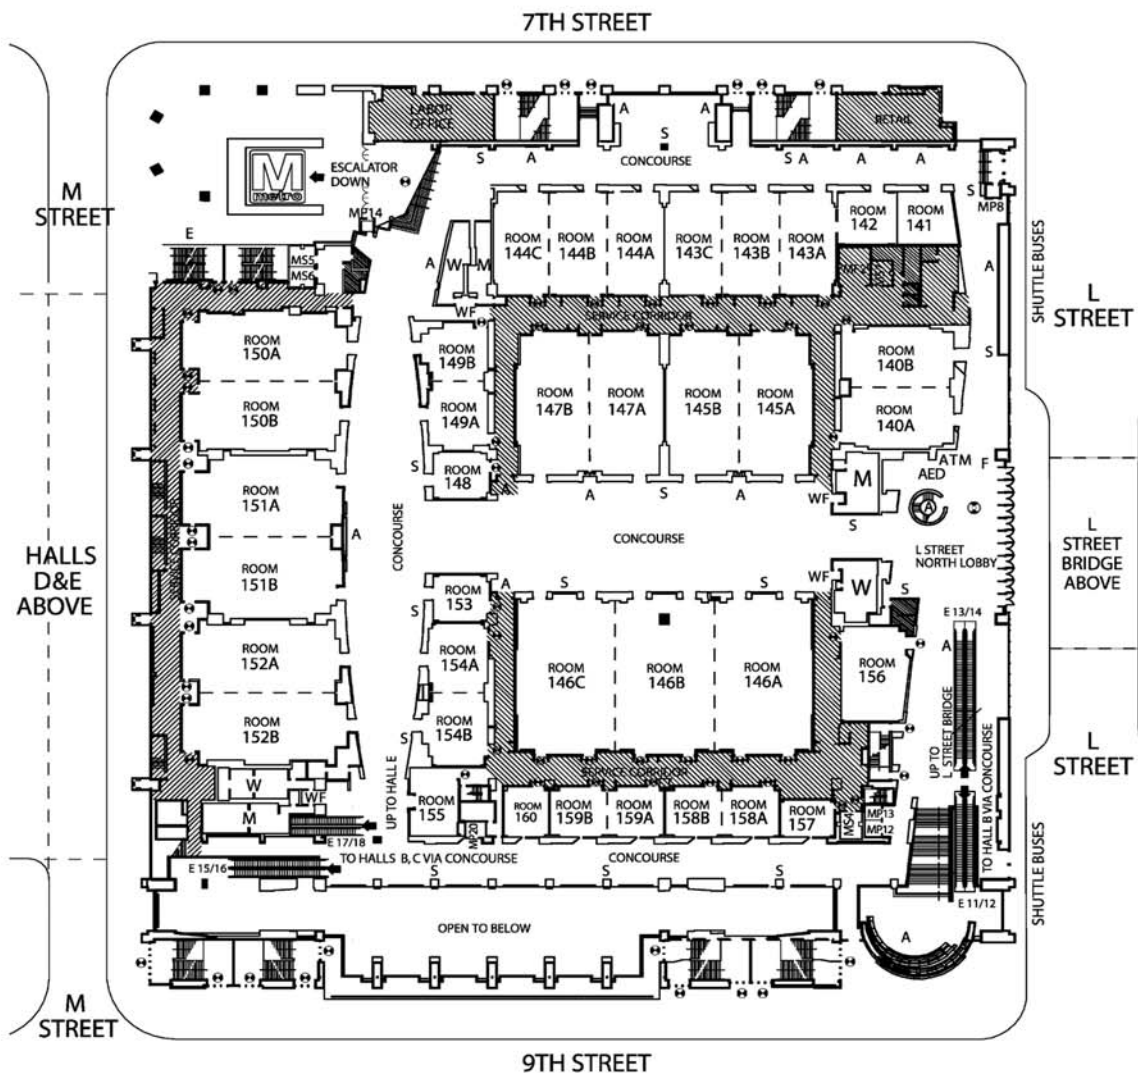 7TH STREET
M
STREET
LABOR
OFFICE
A
A
RETAIL
S
S
A
CONCOURSE
S
A
A
A
M
metro
ESCALATOR
DOWN
S
MP8
MP14
E
MS5
MS6
A
W
M
WF
ROOM
144C
ROOM
144B
ROOM
144A
ROOM
143C
ROOM
143B
ROOM
143A
ROOM
142
ROOM
141
MF2
A
SHUTTLE BUSES
L
STREET
SERVICE CORRIDOR
S
ROOM
150A
ROOM
149B
ROOM
147B
ROOM
147A
ROOM
145B
ROOM
145A
ROOM
140B
ROOM
150B
ROOM
149A
ROOM
140A
S
ROOM
148
A
A
S
A
WF
M
S
ATM
F
AED
A
ROOM
151A
A
CONCOURSE
CONCOURSE
L STREET
NORTH LOBBY
L
STREET
BRIDGE
ABOVE
HALLS
D&E
ABOVE
SERVICE CORRIDOR
ROOM
151B
ROOM
153
S
A
S
S
WF
W
S
E 13/14
A
ROOM
152A
ROOM
154A
ROOM
146C
ROOM
146B
ROOM
146A
ROOM
156
ROOM
152B
ROOM
154B
S
UP TO
L STREET BRIDGE
L
STREET
SERVICE CORRIDOR
W
WF
M
UP TO HALL E
ROOM
155
MP20
ROOM
160
ROOM
159B
ROOM
159A
ROOM
158B
ROOM
158A
ROOM
157
MS4
MP13
MP12
TO HALL B VIA CONCOURSE
SHUTTLE BUSES
E 17/18
E 15/16
TO HALLS B, C VIA CONCOURSE
CONCOURSE
S
S
S
E 11/12
OPEN TO BELOW
A
M
STREET
9TH STREET